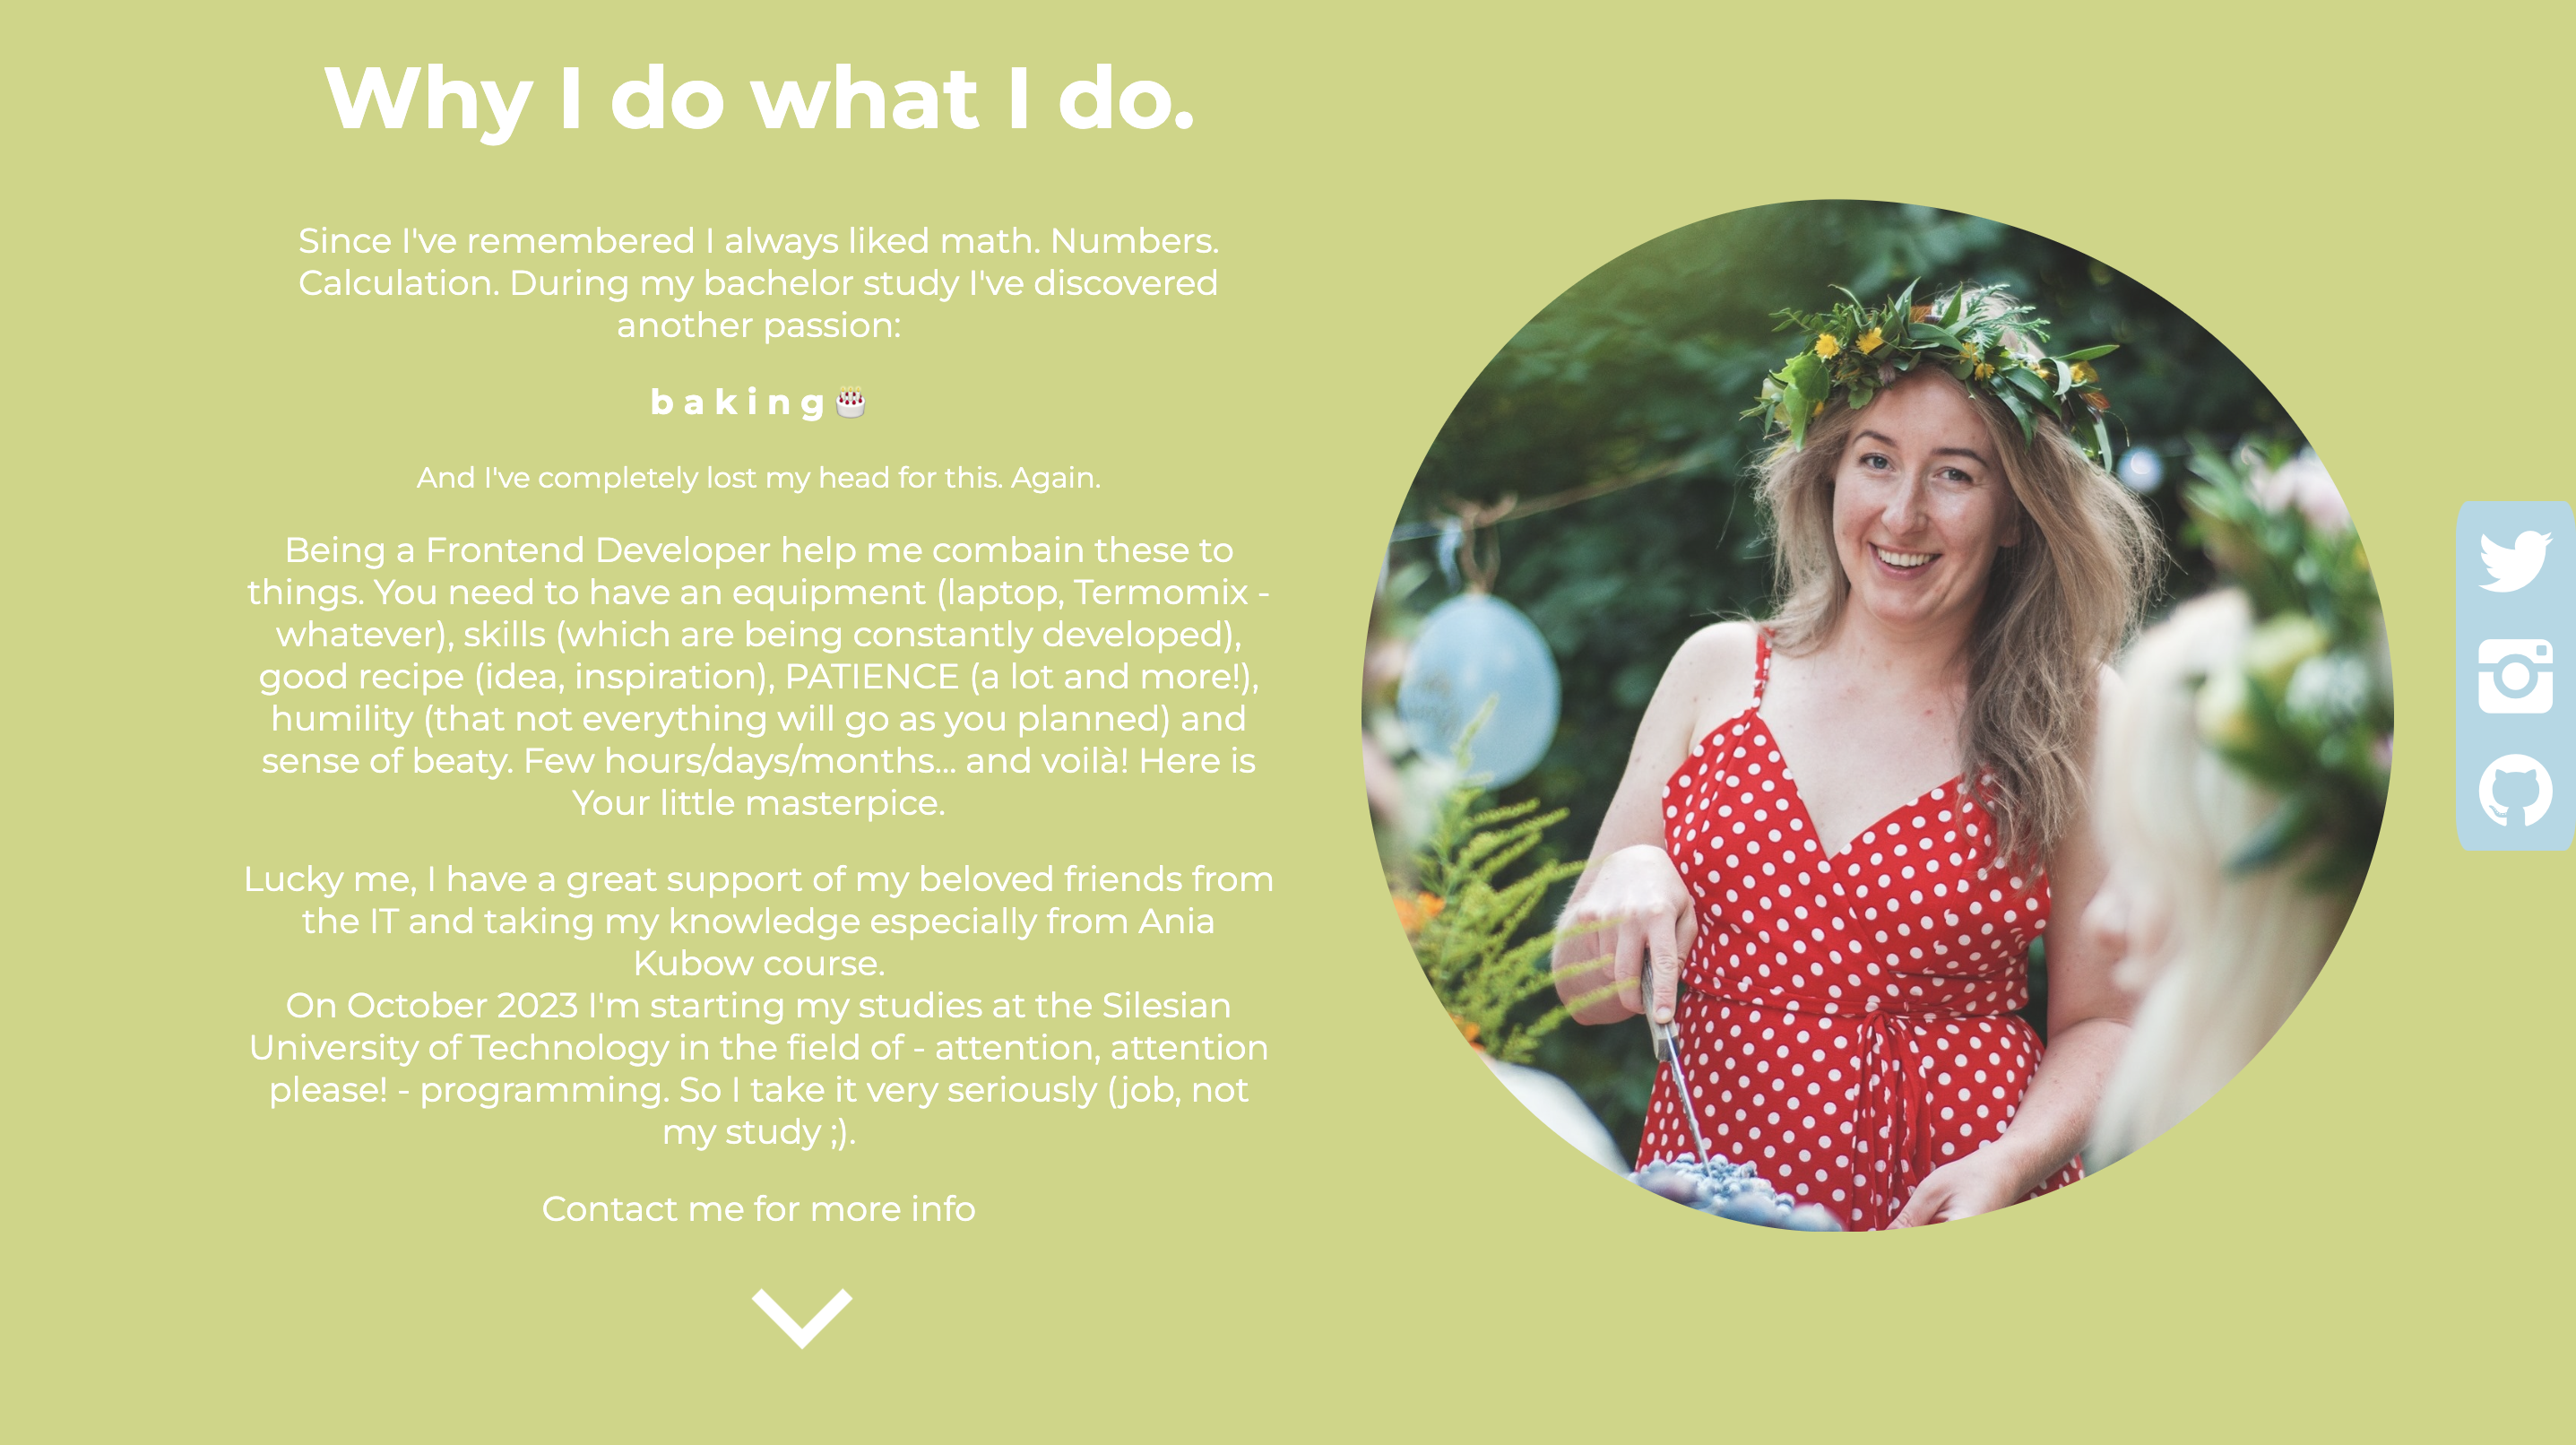 Why I do what I do.
Since I've remembered I always liked math. Numbers.
Calculation. During my bachelor study I've discovered
another passion:
baking🎂
And I've completely lost my head for this. Again.
Being a Frontend Developer help me combain these to
things. You need to have an equipment (laptop, Termomix -
whatever), skills (which are being constantly developed),
good recipe (idea, inspiration), PATIENCE (a lot and more!),
humility (that not everything will go as you planned) and
sense of beaty. Few hours/days/months... and voilà! Here is
Your little masterpice.
Lucky me, I have a great support of my beloved friends from
the IT and taking my knowledge especially from Ania
Kubow course.
On October 2023 I'm starting my studies at the Silesian
University of Technology in the field of - attention, attention
please! - programming. So I take it very seriously (job, not
my study ;).
Contact me for more info